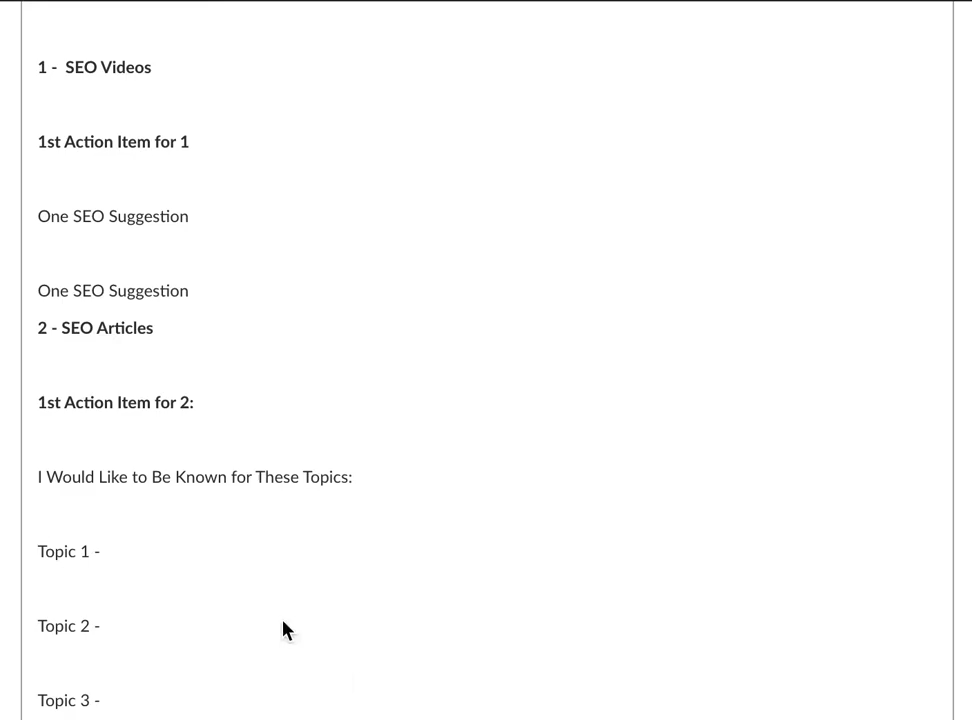 1 -  SEO Videos
1st Action Item for 1
One SEO Suggestion
One SEO Suggestion
2 - SEO Articles
1st Action Item for 2:
I Would Like to Be Known for These Topics:
Topic 1 -
Topic 2 -
Topic 3 -